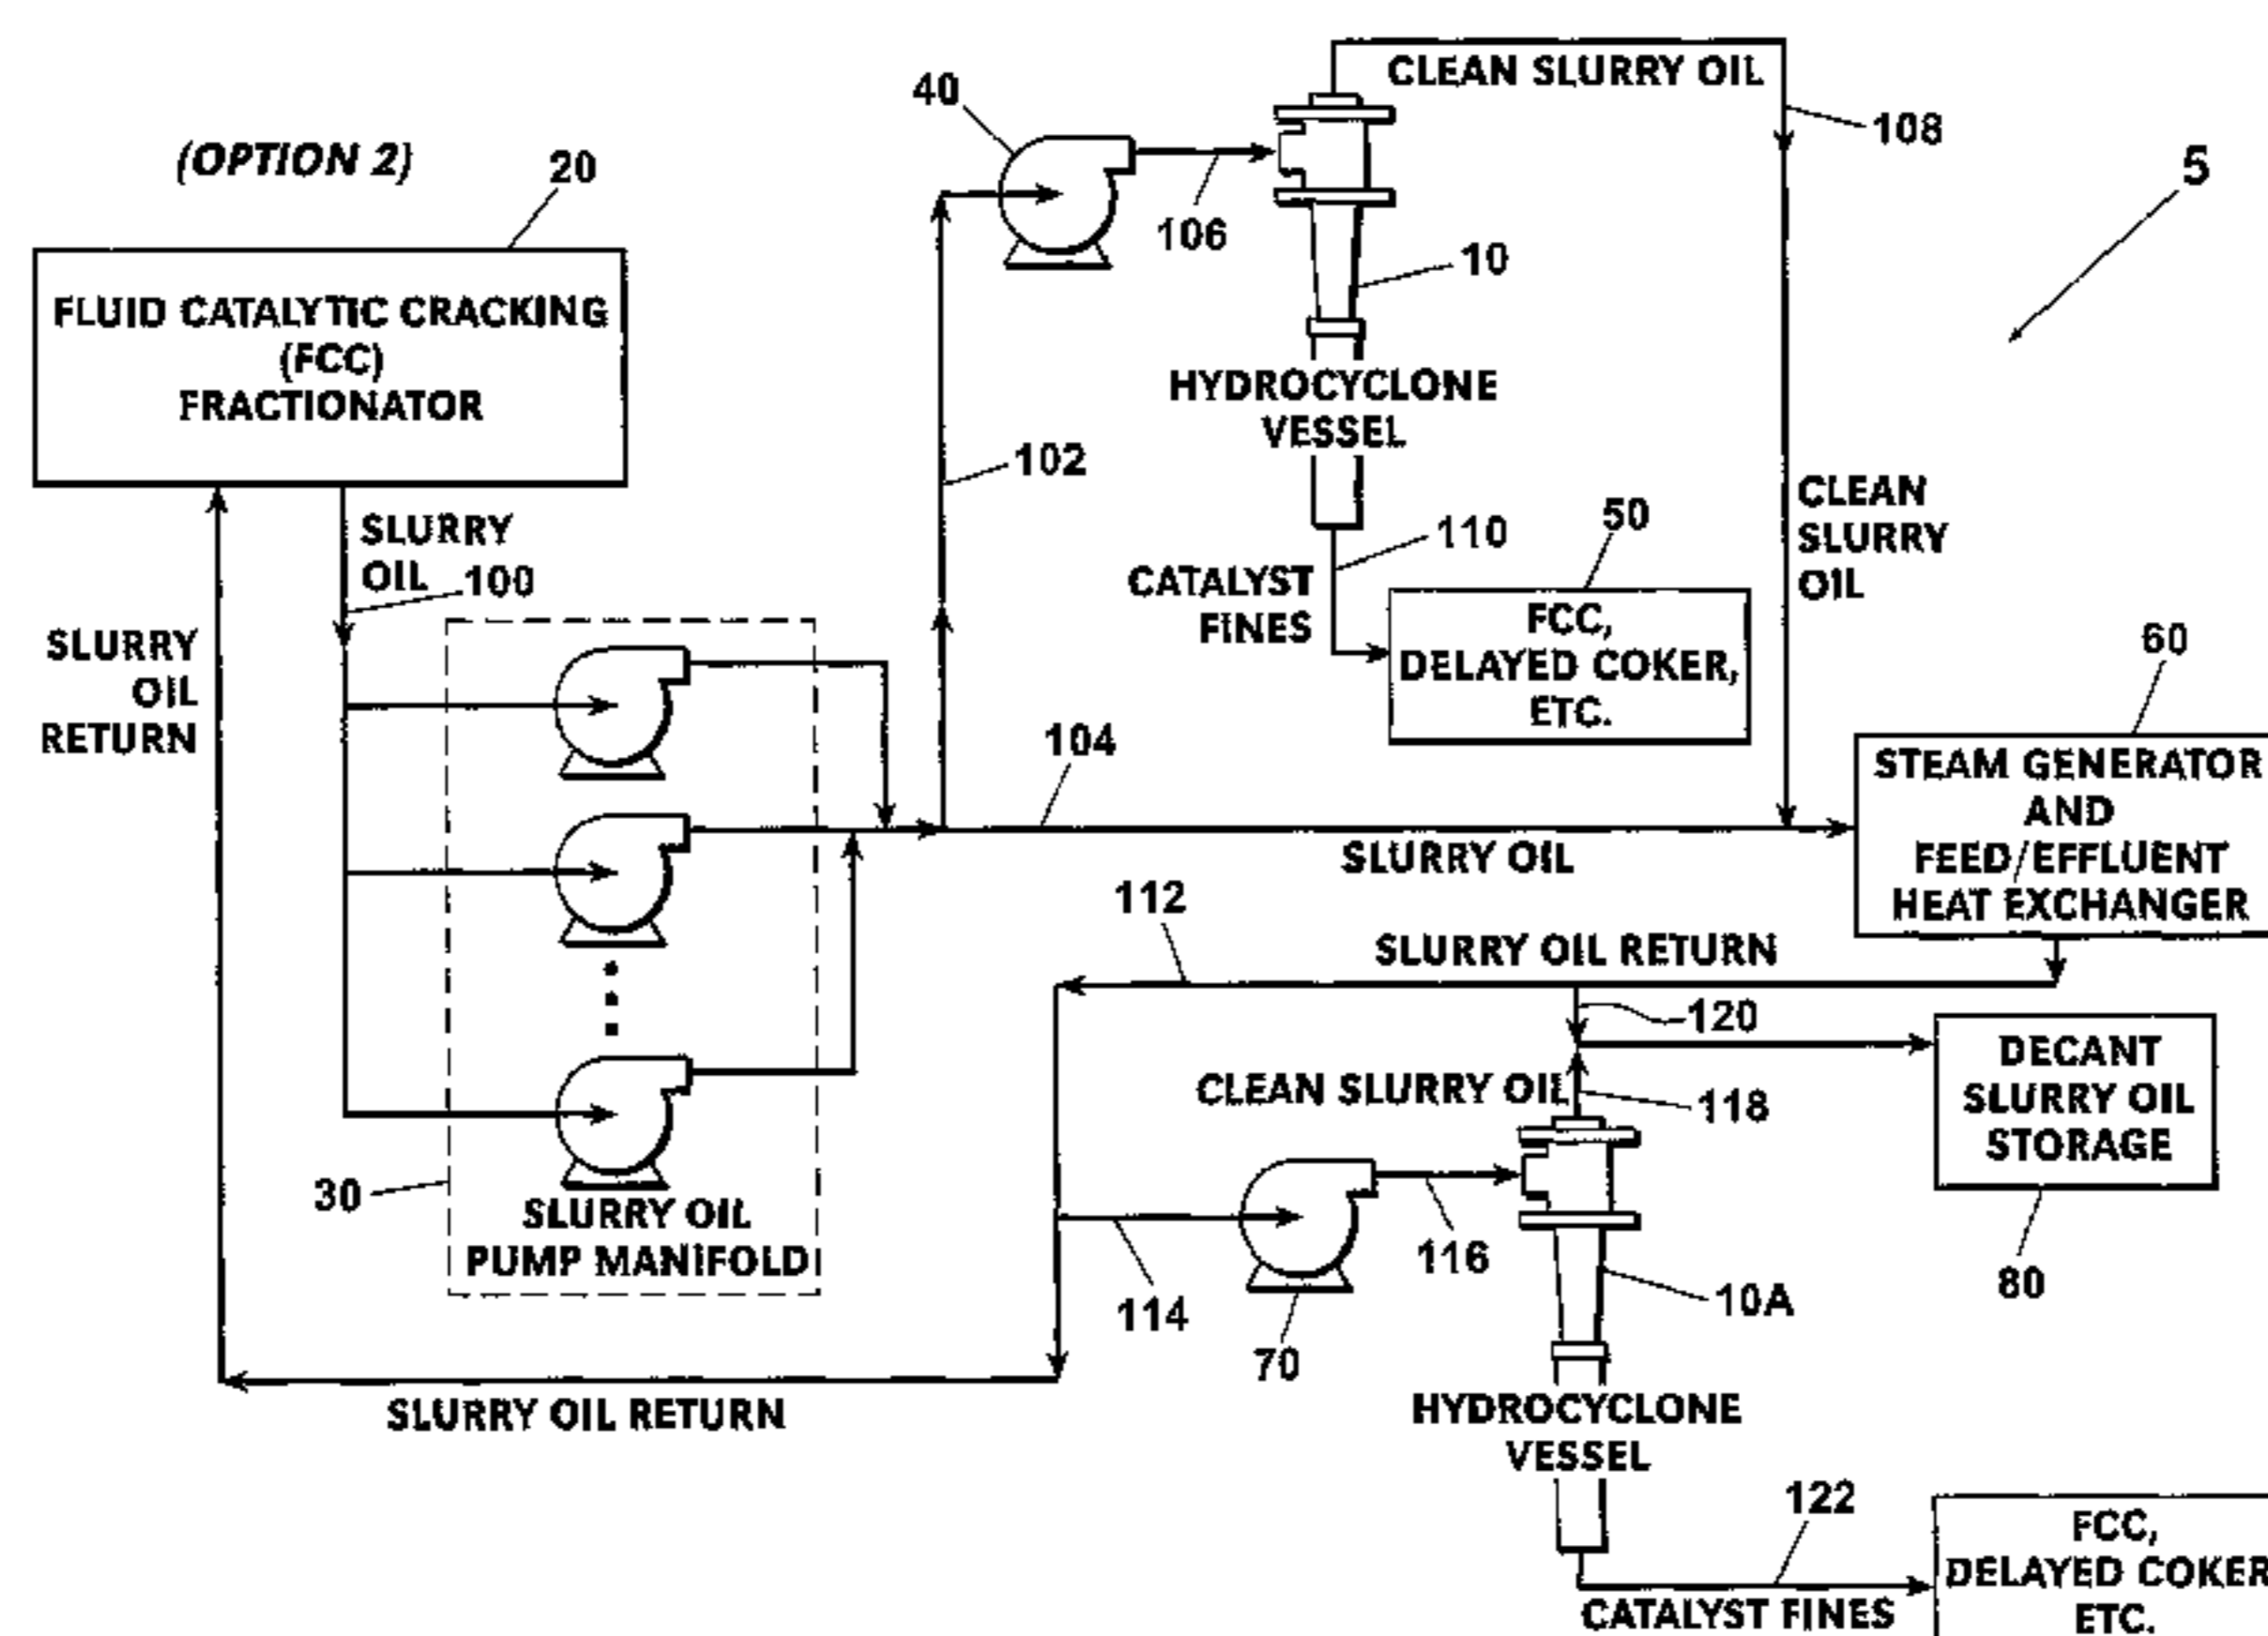 (OPTION 2)
20
FLUID CATALYTIC CRACKING
(FCC)
FRACTIONATOR
40
CLEAN SLURRY OIL
108
5
106
10
HYDROCYCLONE
VESSEL
102
110
CATALYST
FINES
50
FCC,
DELAYED COKER,
ETC.
CLEAN
SLURRY
OIL
SLURRY
OIL
100
SLURRY
OIL
RETURN
104
SLURRY OIL
60
STEAM GENERATOR
AND
FEED/EFFLUENT
HEAT EXCHANGER
112
SLURRY OIL RETURN
120
CLEAN SLURRY OIL
118
DECANT
SLURRY OIL
STORAGE
80
30
SLURRY OIL
PUMP MANIFOLD
114
70
116
10A
SLURRY OIL RETURN
HYDROCYCLONE
VESSEL
122
CATALYST FINES
FCC,
DELAYED COKER
ETC.